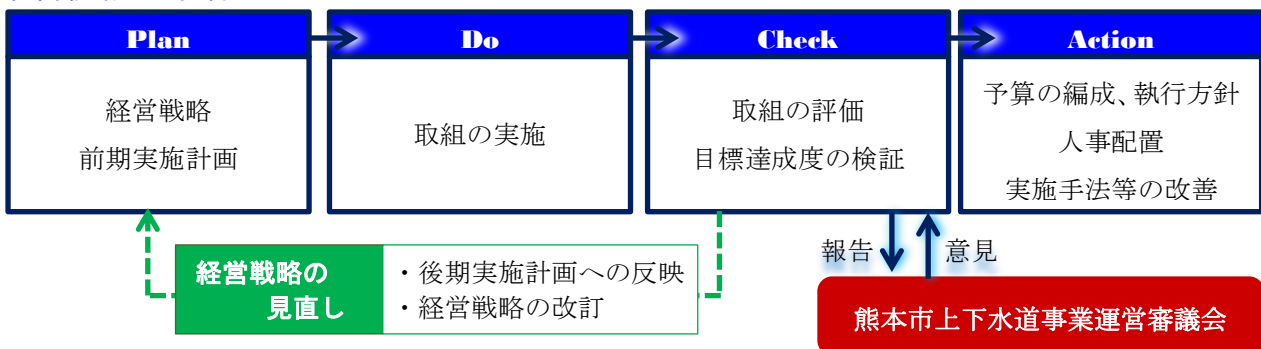 Plan
Do
Check
Action
経営戦略
前期実施計画
取組の実施
取組の評価
目標達成度の検証
予算の編成、執行方針
人事配置
実施手法等の改善
経営戦略の
見直し
・後期実施計画への反映
・経営戦略の改訂
報告
意見
熊本市上下水道事業運営審議会